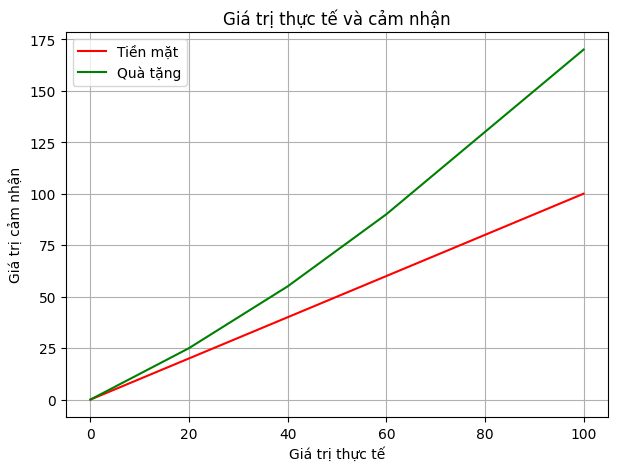 Giá trị thực tế và cảm nhận
Tiền mặt
Quà tặng
Giá trị cảm nhận
175
150
125
100
75
50
25
0
0 20 40 60 80 100
Giá trị thực tế